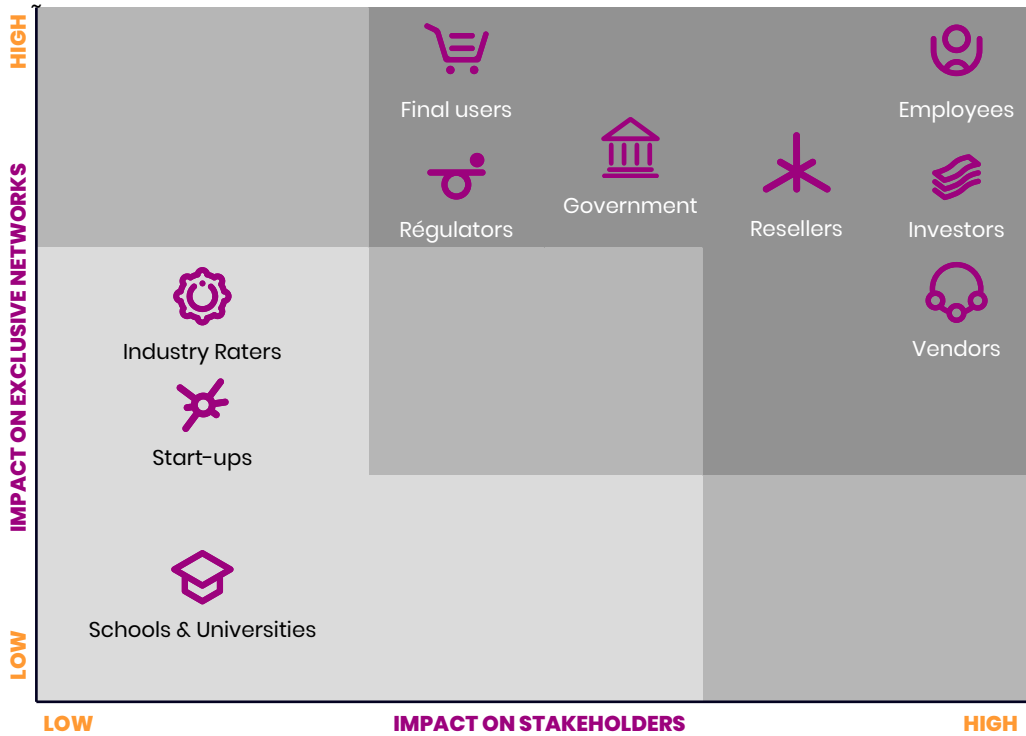 HIGH
IMPACT ON EXCLUSIVE NETWORKS
LOW
Final users
Employees
Régulators
Government
Resellers
Investors
Vendors
Industry Raters
Start-ups
Schools & Universities
LOW
IMPACT ON STAKEHOLDERS
HIGH